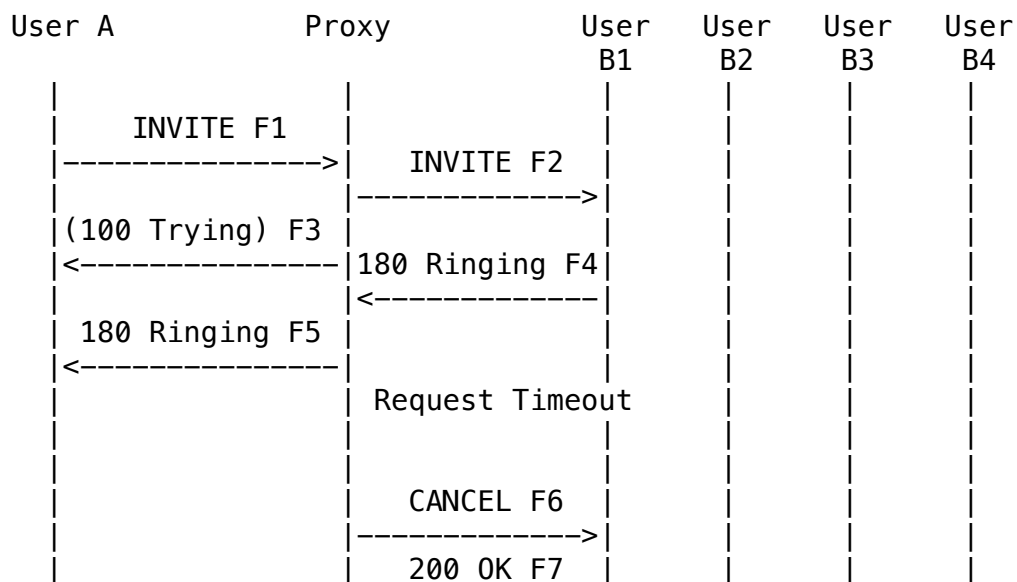 User A Proxy User User User User
B1 B2 B3 B4
INVITE F1
INVITE F2
(100 Trying) F3
180 Ringing F4
180 Ringing F5
Request Timeout
CANCEL F6
200 OK F7